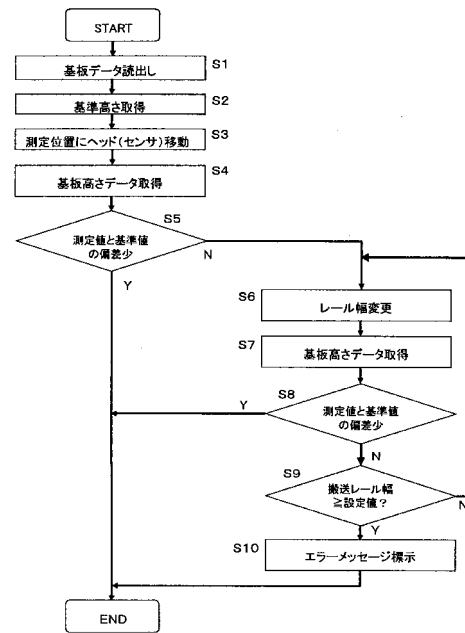 START
基板データ読出し
S1
基準高さ取得
S2
測定位置にヘッド(センサ)移動
S3
基板高さデータ取得
S4
S5
測定値と基準値
の偏差少
N
Y
S6
レール幅変更
S7
基板高さデータ取得
S8
測定値と基準値
の偏差少
Y
N
S9
搬送レール幅
≧設定値?
N
Y
S10
エラーメッセージ標示
END